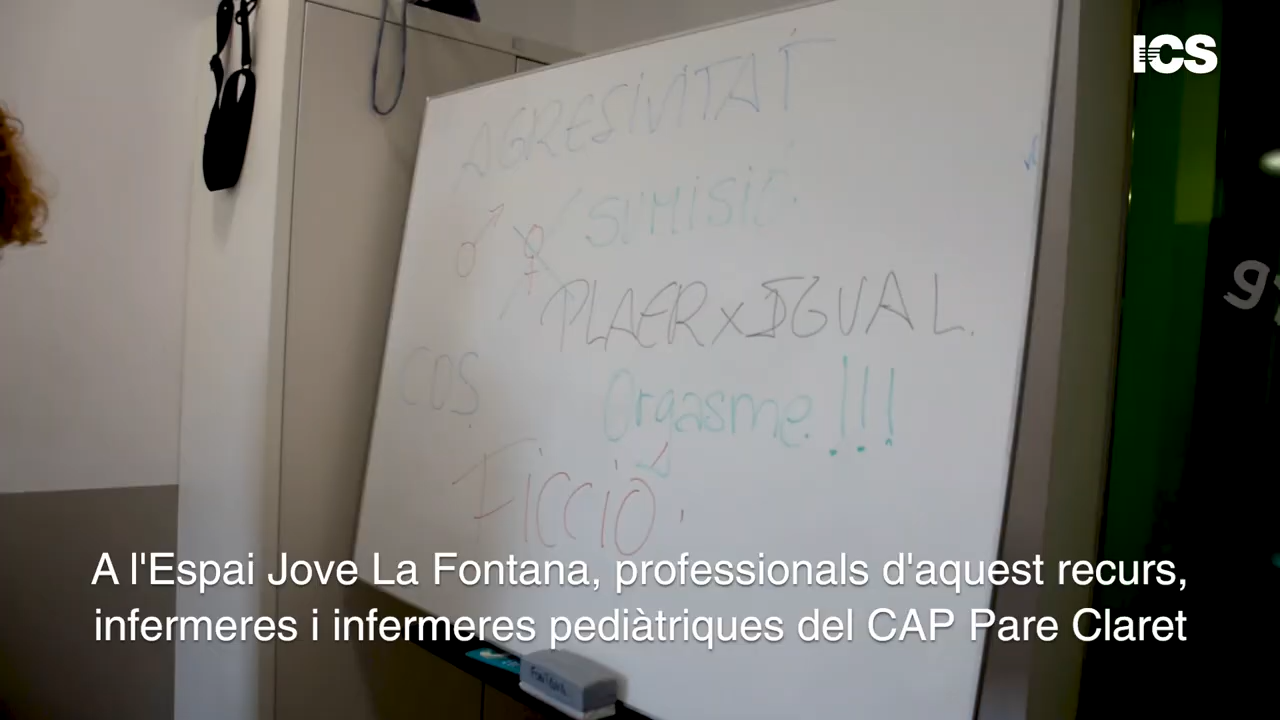 ICS
AGRESIVITAT
SUMISIÓ.
PLAER x IGUAL.
COS
Orgasme!!!
FICCIÓ.
A l'Espai Jove La Fontana, professionals d'aquest recurs,
infermeres i infermeres pediàtriques del CAP Pare Claret